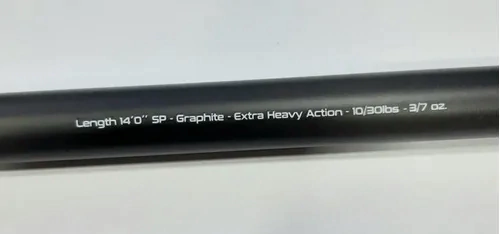 Length 14'0'' SP - Graphite - Extra Heavy Action - 10/30lbs - 3/7 oz.